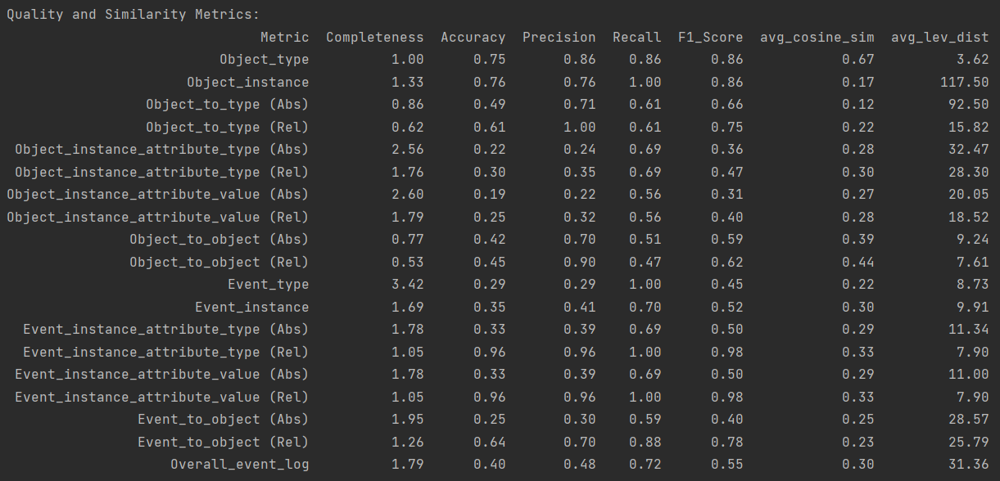 Quality and Similarity Metrics:
Metric Completeness Accuracy Precision Recall F1_Score avg_cosine_sim avg_lev_dist
Object_type 1.00 0.75 0.86 0.86 0.86 0.67 3.62
Object_instance 1.33 0.76 0.76 1.00 0.86 0.17 117.50
Object_to_type (Abs) 0.86 0.49 0.71 0.61 0.66 0.12 92.50
Object_to_type (Rel) 0.62 0.61 1.00 0.61 0.75 0.22 15.82
Object_instance_attribute_type (Abs) 2.56 0.22 0.24 0.69 0.36 0.28 32.47
Object_instance_attribute_type (Rel) 1.76 0.30 0.35 0.69 0.47 0.30 28.30
Object_instance_attribute_value (Abs) 2.60 0.19 0.22 0.56 0.31 0.27 20.05
Object_instance_attribute_value (Rel) 1.79 0.25 0.32 0.56 0.40 0.28 18.52
Object_to_object (Abs) 0.77 0.42 0.70 0.51 0.59 0.39 9.24
Object_to_object (Rel) 0.53 0.45 0.90 0.47 0.62 0.44 7.61
Event_type 3.42 0.29 0.29 1.00 0.45 0.22 8.73
Event_instance 1.69 0.35 0.41 0.70 0.52 0.30 9.91
Event_instance_attribute_type (Abs) 1.78 0.33 0.39 0.69 0.50 0.29 11.34
Event_instance_attribute_type (Rel) 1.05 0.96 0.96 1.00 0.98 0.33 7.90
Event_instance_attribute_value (Abs) 1.78 0.33 0.39 0.69 0.50 0.29 11.00
Event_instance_attribute_value (Rel) 1.05 0.96 0.96 1.00 0.98 0.33 7.90
Event_to_object (Abs) 1.95 0.25 0.30 0.59 0.40 0.25 28.57
Event_to_object (Rel) 1.26 0.64 0.70 0.88 0.78 0.23 25.79
Overall_event_log 1.79 0.40 0.48 0.72 0.55 0.30 31.36